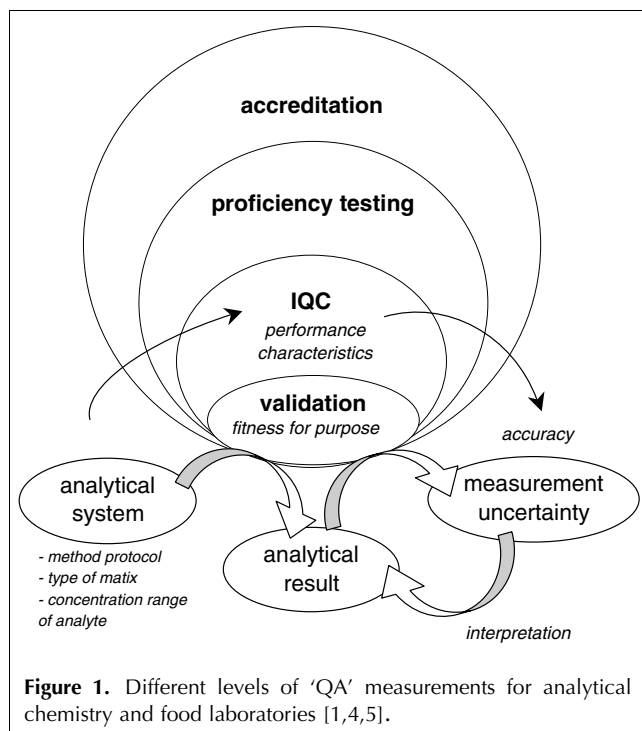 accreditation
proficiency testing
IQC
performance
characteristics
validation
fitness for purpose
accuracy
analytical
system
measurement
uncertainty
- method protocol
- type of matix
- concentration range
of analyte
analytical
result
interpretation
Figure 1. Different levels of ‘QA’ measurements for analytical
chemistry and food laboratories [1,4,5].